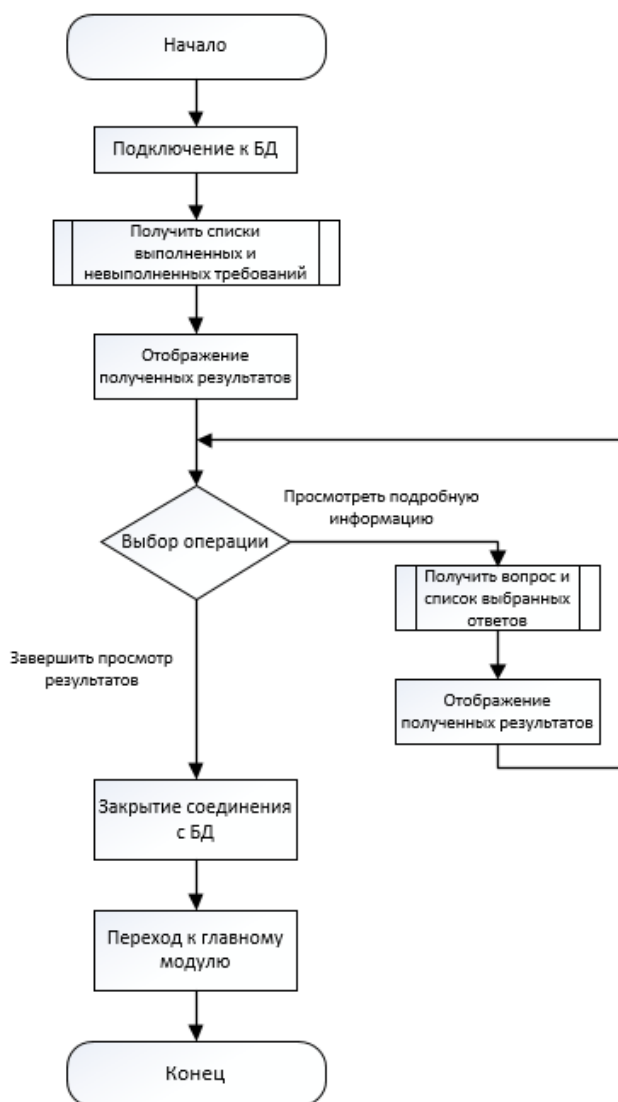 Начало
Подключение к БД
Получить списки
выполненных и
невыполненных требований
Отображение
полученных результатов
Выбор операции
Просмотреть подробную
информацию
Получить вопрос и
список выбранных
ответов
Отображение
полученных результатов
Завершить просмотр
результатов
Закрытие соединения
с БД
Переход к главному
модулю
Конец